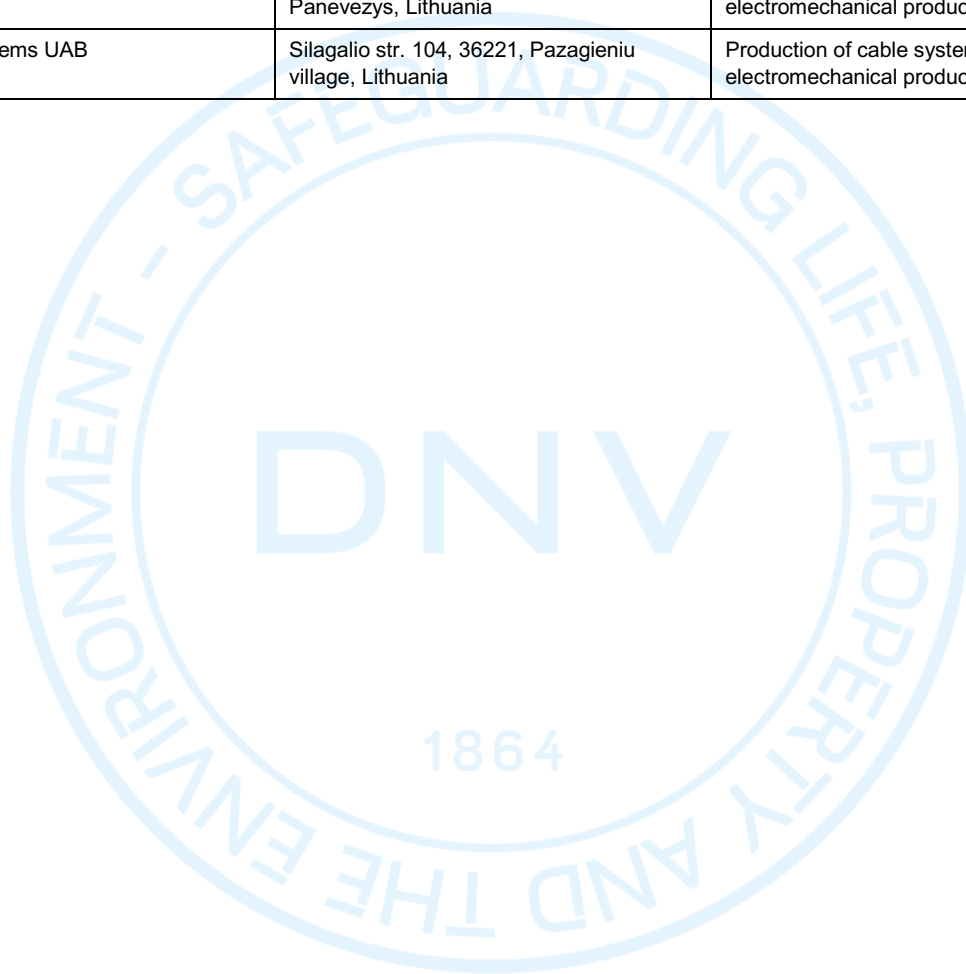 Panevezys, Lithuania
electromechanical produc
ems UAB
Silagalio str. 104, 36221, Pazagieniu
village, Lithuania
Production of cable system
electromechanical produc
SAFEGUARDING LIFE, PROPERTY AND THE ENVIRONMENT -
DNV
1864